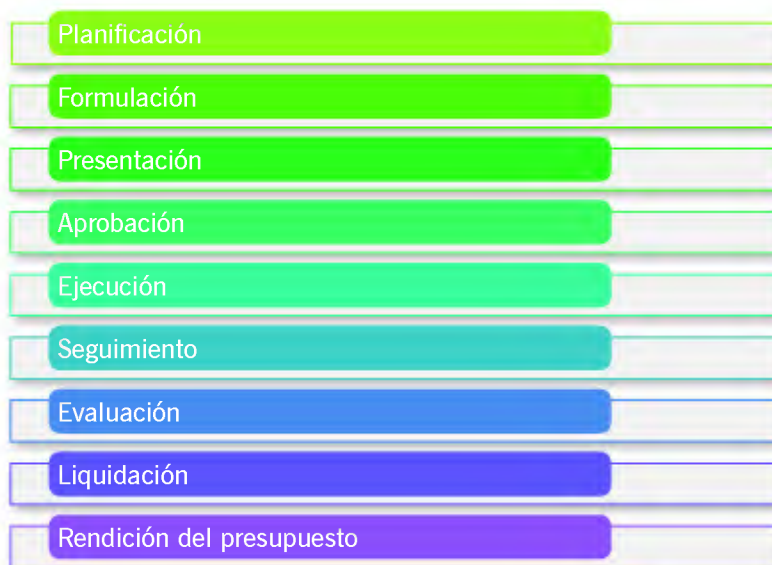 Planificación
Formulación
Presentación
Aprobación
Ejecución
Seguimiento
Evaluación
Liquidación
Rendición del presupuesto